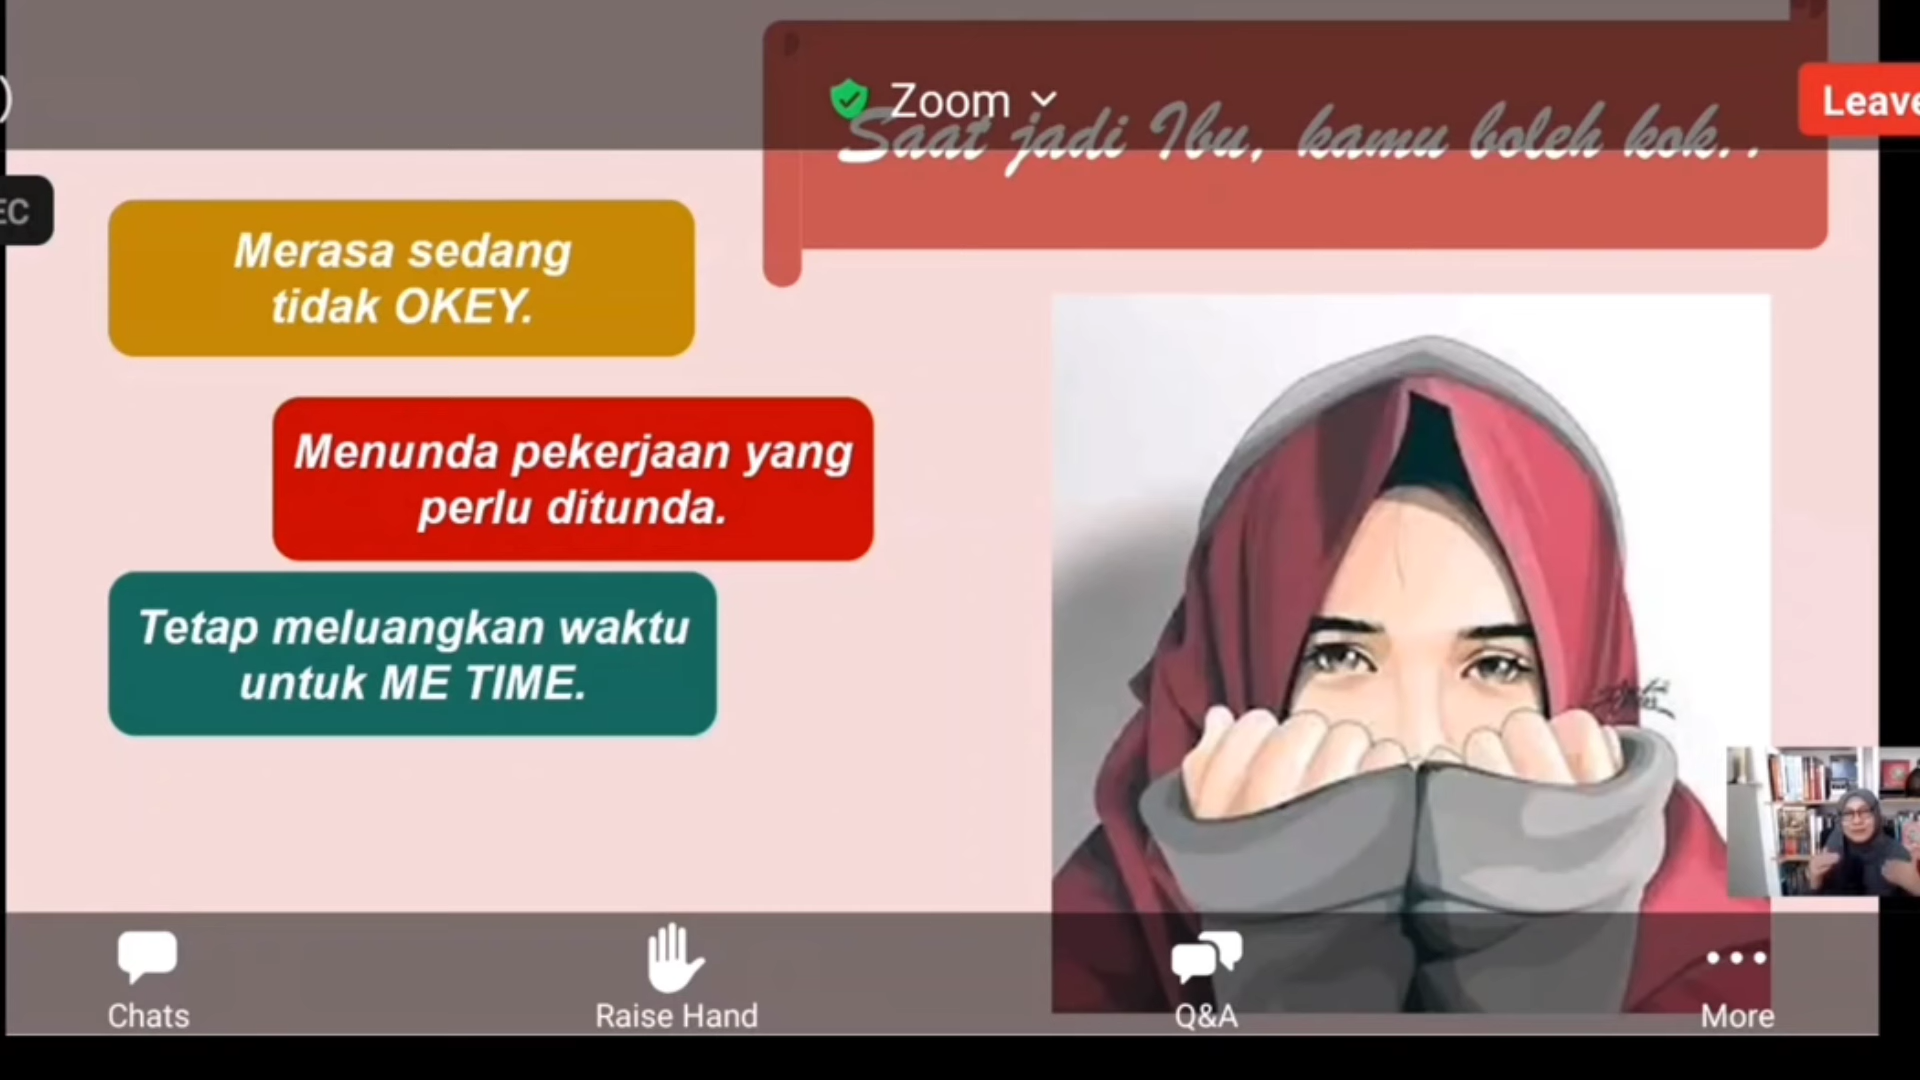 Zoom
Leave
EC
Saat jadi Ibu, kamu boleh kok..
Merasa sedang
tidak OKEY.
Menunda pekerjaan yang
perlu ditunda.
Tetap meluangkan waktu
untuk ME TIME.
Chats
Raise Hand
Q&A
More